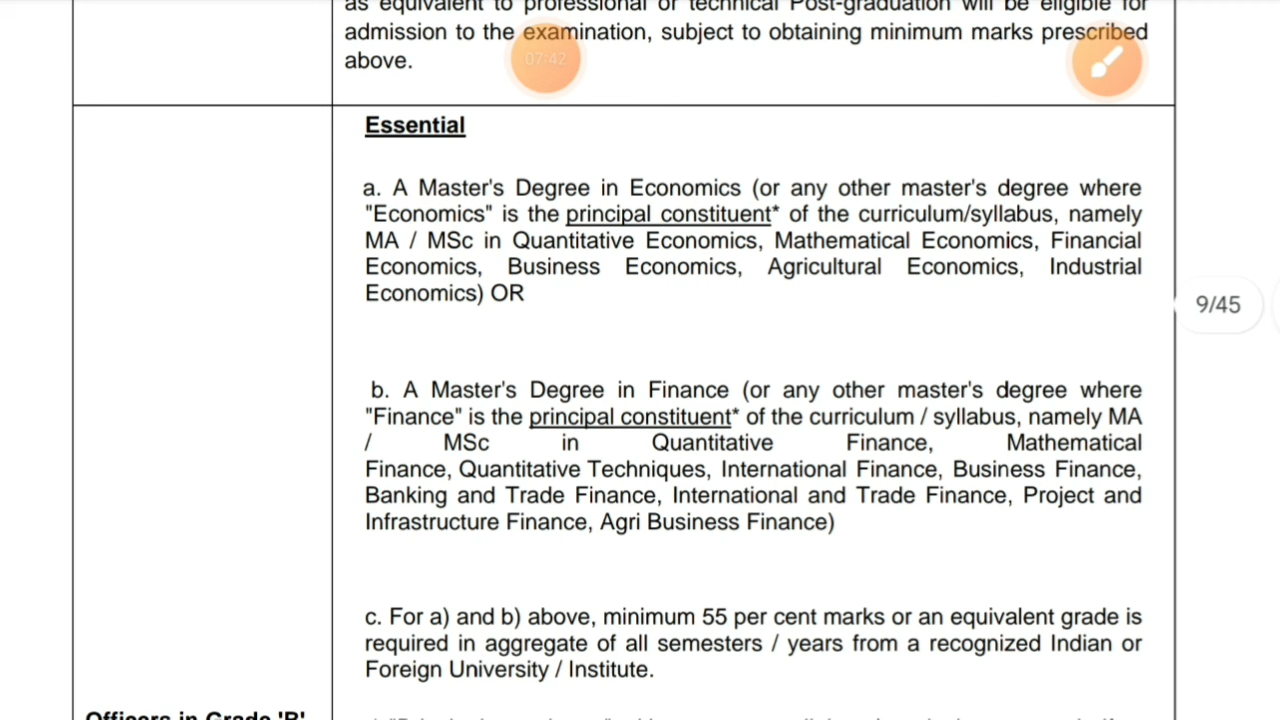 as equivalent to professional or technical Post-graduation will be eligible for
admission to the examination, subject to obtaining minimum marks prescribed
above.
07:42
Essential
a. A Master's Degree in Economics (or any other master's degree where
"Economics" is the principal constituent* of the curriculum/syllabus, namely
MA / MSc in Quantitative Economics, Mathematical Economics, Financial
Economics, Business Economics, Agricultural Economics, Industrial
Economics) OR
9/45
b. A Master's Degree in Finance (or any other master's degree where
"Finance" is the principal constituent* of the curriculum / syllabus, namely MA
/ MSc in Quantitative Finance, Mathematical
Finance, Quantitative Techniques, International Finance, Business Finance,
Banking and Trade Finance, International and Trade Finance, Project and
Infrastructure Finance, Agri Business Finance)
c. For a) and b) above, minimum 55 per cent marks or an equivalent grade is
required in aggregate of all semesters / years from a recognized Indian or
Foreign University / Institute.
Officers in Grade 'B'